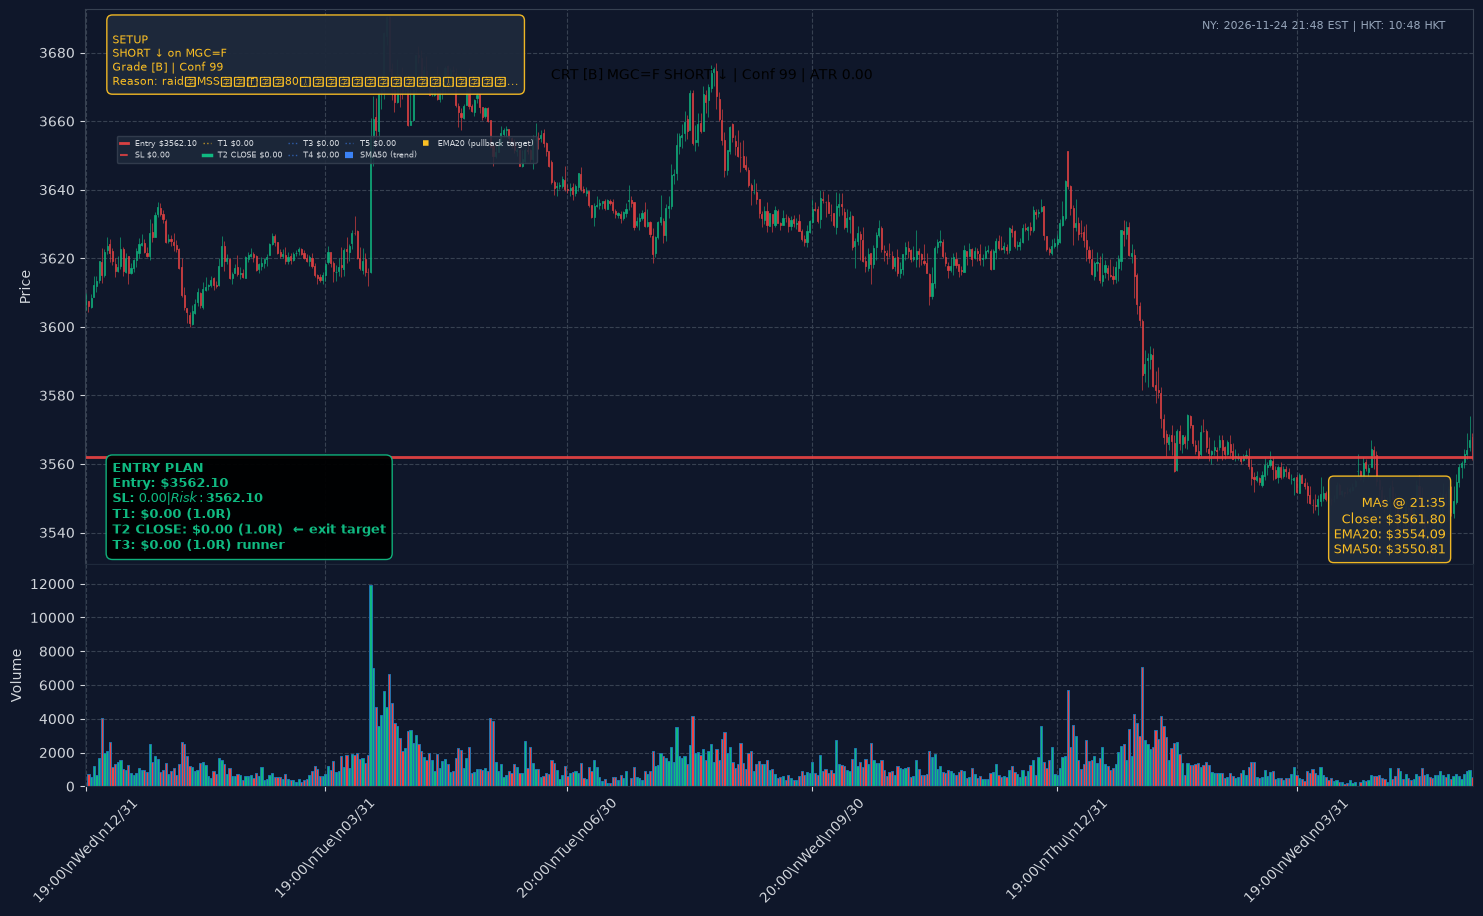 NY: 2026-11-24 21:48 EST | HKT: 10:48 HKT
SETUP
SHORT ↓ on MGC=F
Grade [B] | Conf 99
Reason: raid MSS 80 ...
CRT [B] MGC=F SHORT ↓ | Conf 99 | ATR 0.00
Entry $3562.10
SL $0.00
T1 $0.00
T2 CLOSE $0.00
T3 $0.00
T4 $0.00
T5 $0.00
SMA50 (trend)
EMA20 (pullback target)
Price
3680
3660
3640
3620
3600
3580
3560
3540
ENTRY PLAN
Entry: $3562.10
SL: 0.00|Risk:3562.10
T1: $0.00 (1.0R)
T2 CLOSE: $0.00 (1.0R) ← exit target
T3: $0.00 (1.0R) runner
MAs @ 21:35
Close: $3561.80
EMA20: $3554.09
SMA50: $3550.81
Volume
12000
10000
8000
6000
4000
2000
0
19:00\nWed\n12/31
19:00\nTue\n03/31
20:00\nTue\n06/30
20:00\nWed\n09/30
19:00\nThu\n12/31
19:00\nWed\n03/31